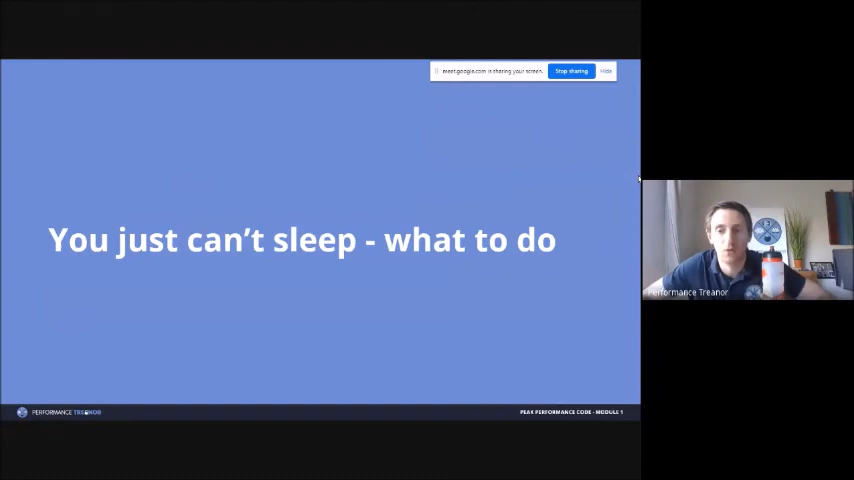 meet.google.com is sharing your screen. Stop sharing Hide
You just can't sleep - what to do
Performance Treanor
PERFORMANCE TREANOR
PEAK PERFORMANCE CODE - MODULE 1